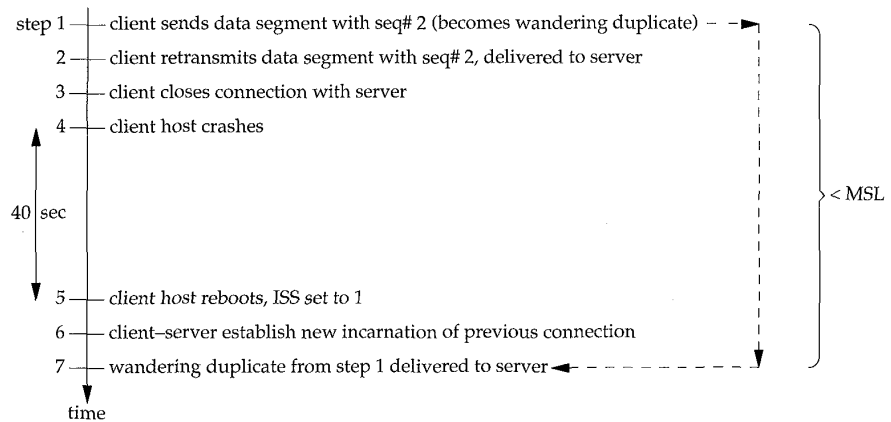 step 1 client sends data segment with seq# 2 (becomes wandering duplicate)
2 client retransmits data segment with seq# 2, delivered to server
3 client closes connection with server
4 client host crashes
< MSL
40 sec
5 client host reboots, ISS set to 1
6 client–server establish new incarnation of previous connection
7 wandering duplicate from step 1 delivered to server
time